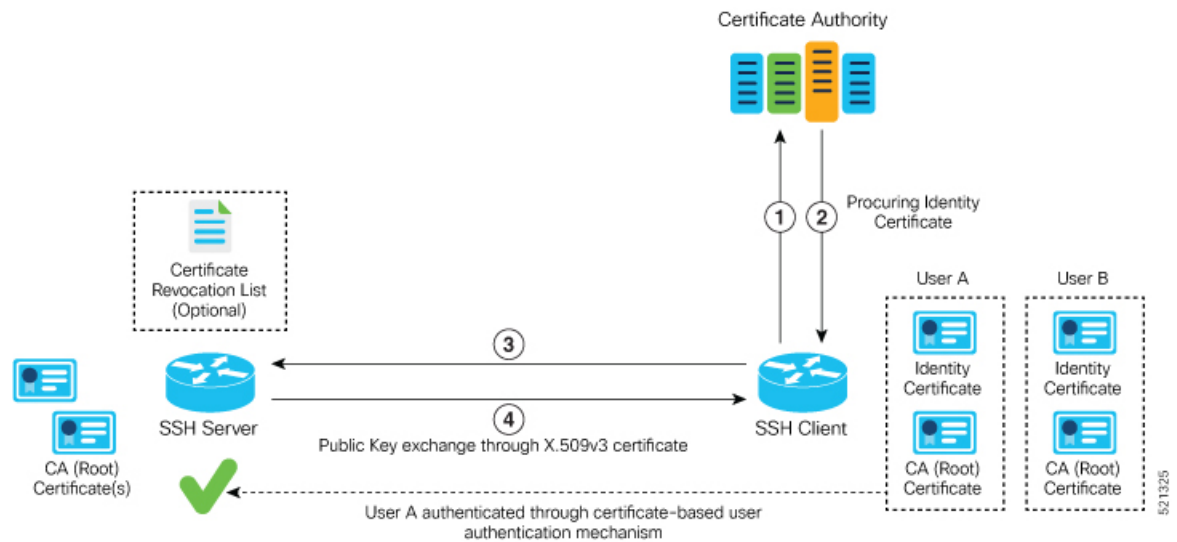 Certificate Authority
1
2
Procuring Identity
Certificate
Certificate
Revocation List
(Optional)
User A
User B
Identity
Certificate
Identity
Certificate
3
4
SSH Server
SSH Client
Public Key exchange through X.509v3 certificate
CA (Root)
Certificate(s)
CA (Root)
Certificate
CA (Root)
Certificate
User A authenticated through certificate-based user
authentication mechanism
521325